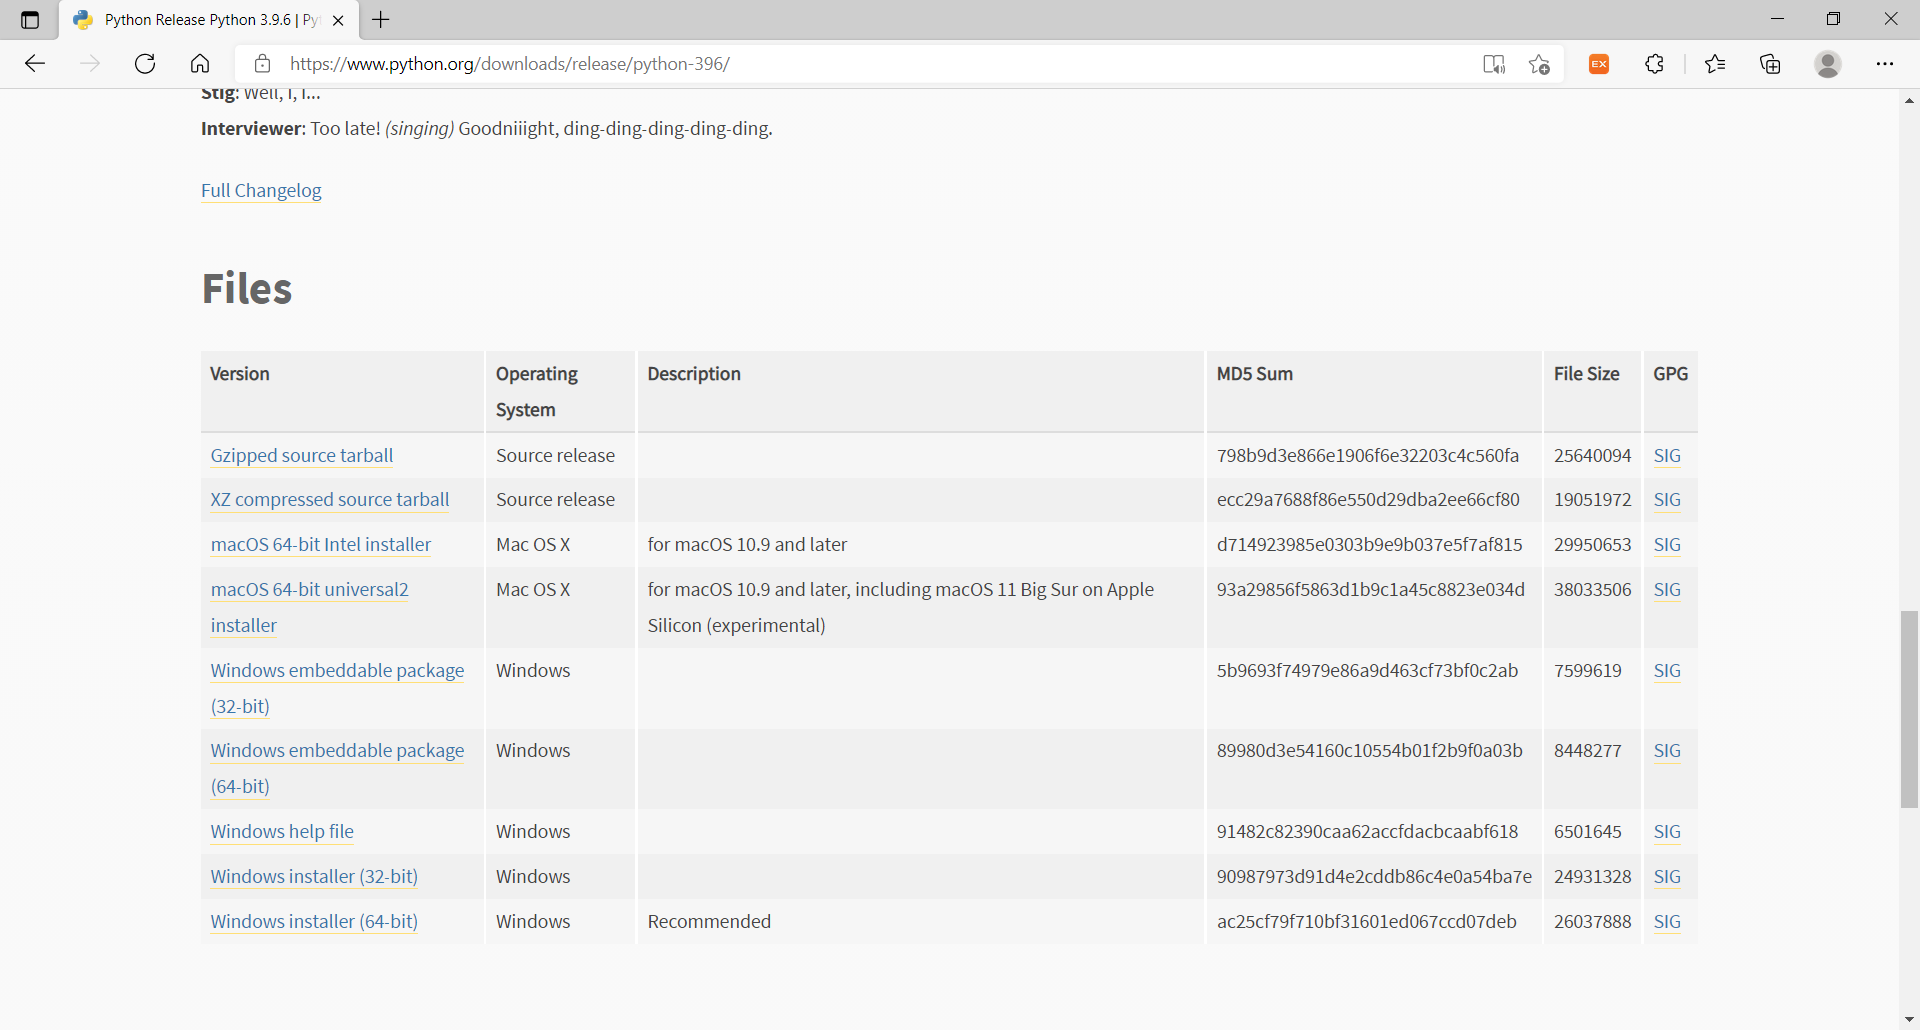 Python Release Python 3.9.6 | Py
https://www.python.org/downloads/release/python-396/
EX
Stig: Well, I, I...
Interviewer: Too late! (singing) Goodniiight, ding-ding-ding-ding-ding.
Full Changelog
Files
Version Operating System Description MD5 Sum File Size GPG
Gzipped source tarball Source release 798b9d3e866e1906f6e32203c4c560fa 25640094 SIG
XZ compressed source tarball Source release ecc29a7688f86e550d29dba2ee66cf80 19051972 SIG
macOS 64-bit Intel installer Mac OS X for macOS 10.9 and later d714923985e0303b9e9b037e5f7af815 29950653 SIG
macOS 64-bit universal2 Mac OS X for macOS 10.9 and later, including macOS 11 Big Sur on Apple 93a29856f5863d1b9c1a45c8823e034d 38033506 SIG
installer Silicon (experimental)
Windows embeddable package Windows 5b9693f74979e86a9d463cf73bf0c2ab 7599619 SIG
(32-bit)
Windows embeddable package Windows 89980d3e54160c10554b01f2b9f0a03b 8448277 SIG
(64-bit)
Windows help file Windows 91482c82390caa62accfdacbcaabf618 6501645 SIG
Windows installer (32-bit) Windows 90987973d91d4e2cddb86c4e0a54ba7e 24931328 SIG
Windows installer (64-bit) Windows Recommended ac25cf79f710bf31601ed067ccd07deb 26037888 SIG